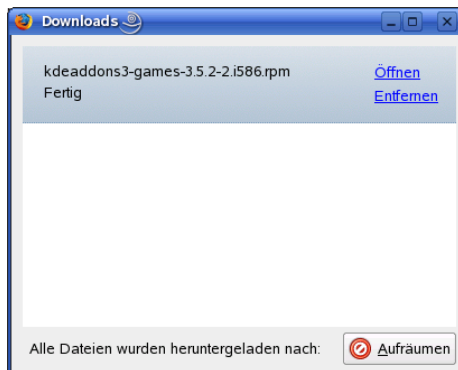 Downloads
kdeaddons3-games-3.5.2-2.i586.rpm
Öffnen
Fertig
Entfernen
Alle Dateien wurden heruntergeladen nach:
Aufräumen